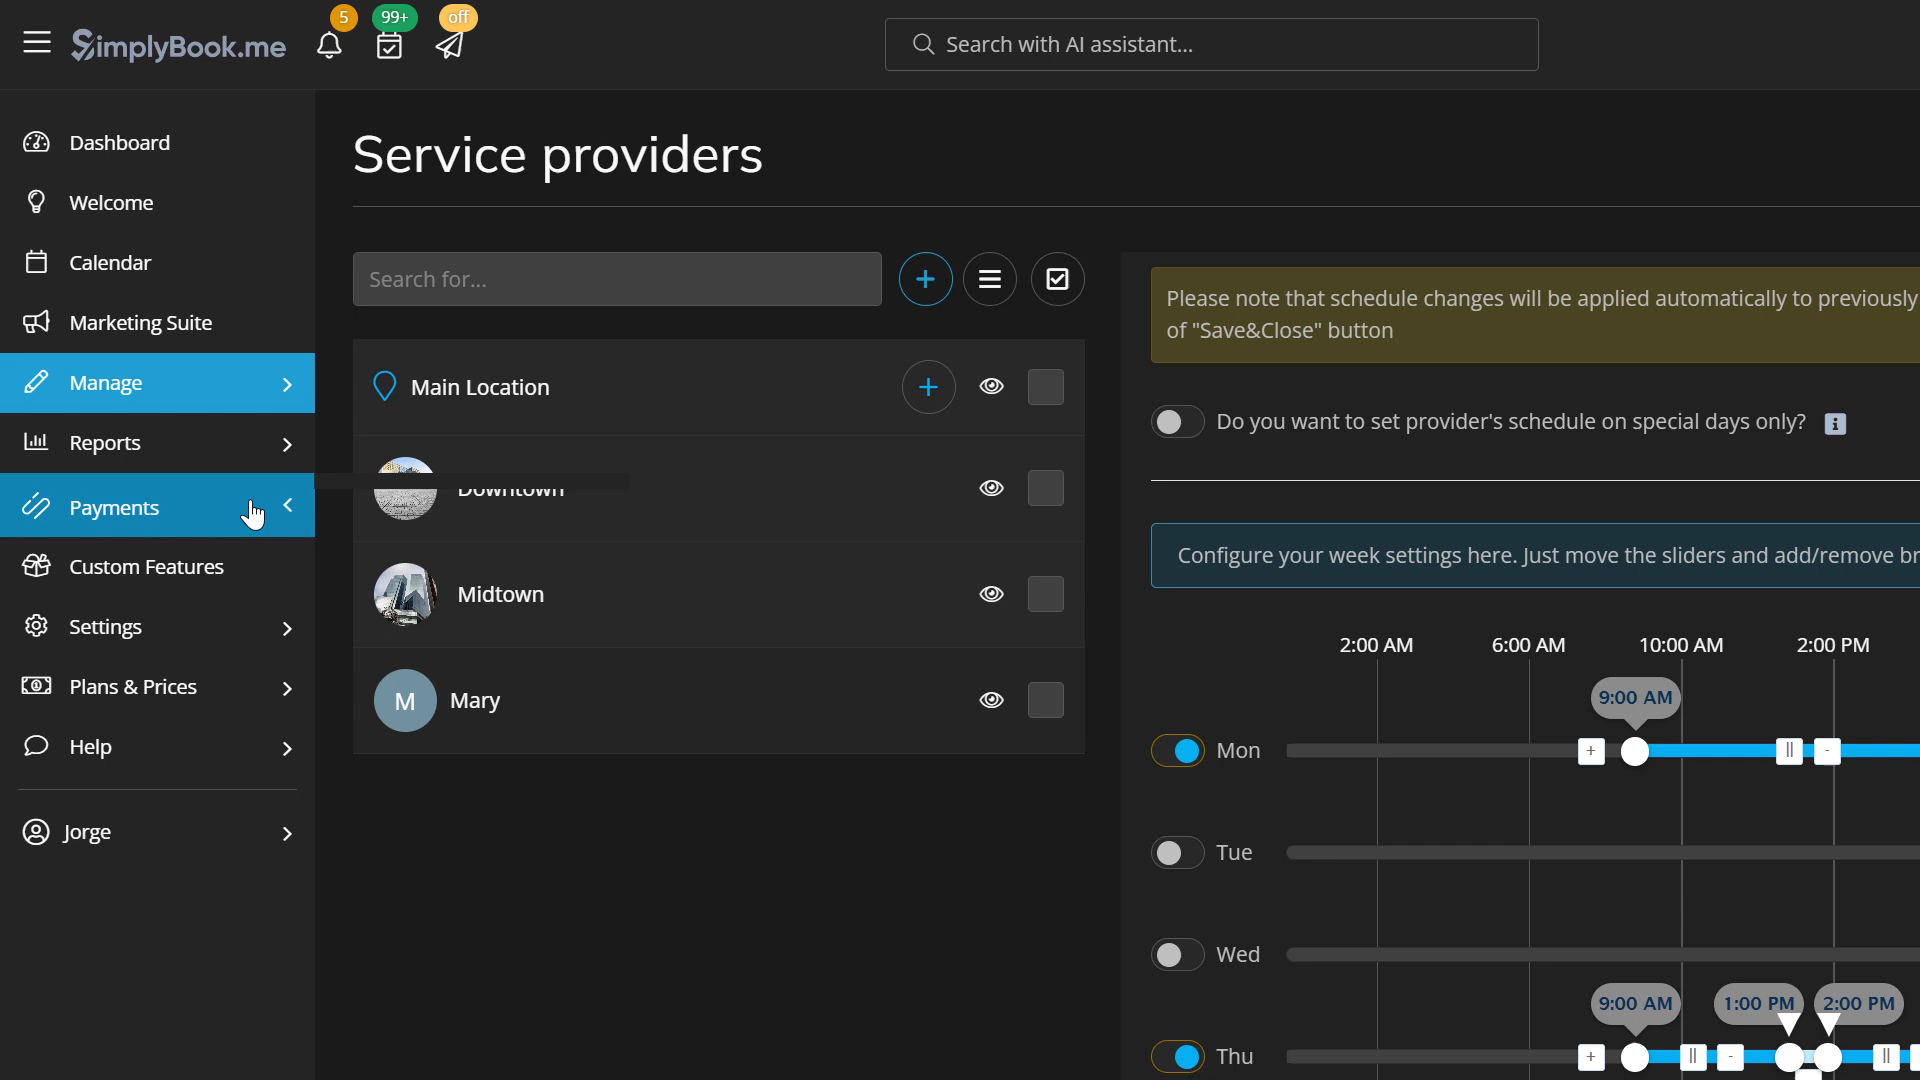 SimplyBook.me
5
99+
off
Search with AI assistant...
Dashboard
Welcome
Calendar
Marketing Suite
Manage
Reports
Payments
Custom Features
Settings
Plans & Prices
Help
Jorge
Service providers
Search for...
Main Location
Downtown
Midtown
M
Mary
Please note that schedule changes will be applied automatically to previously
of "Save&Close" button
Do you want to set provider's schedule on special days only?
Configure your week settings here. Just move the sliders and add/remove
2:00 AM 6:00 AM 10:00 AM 2:00 PM
9:00 AM
Mon + || -
Tue
Wed
9:00 AM 1:00 PM 2:00 PM
Thu + || - ||